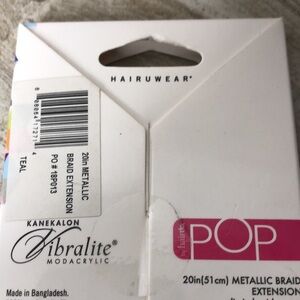 HAIRUWEAR®
20in METALLIC
BRAID EXTENSION
PO # 18P013
TEAL
KANEKALON
Vibralite®
MODACRYLIC
Made in Bangladesh.
POP
20in(51cm) METALLIC BRAID
EXTENSION